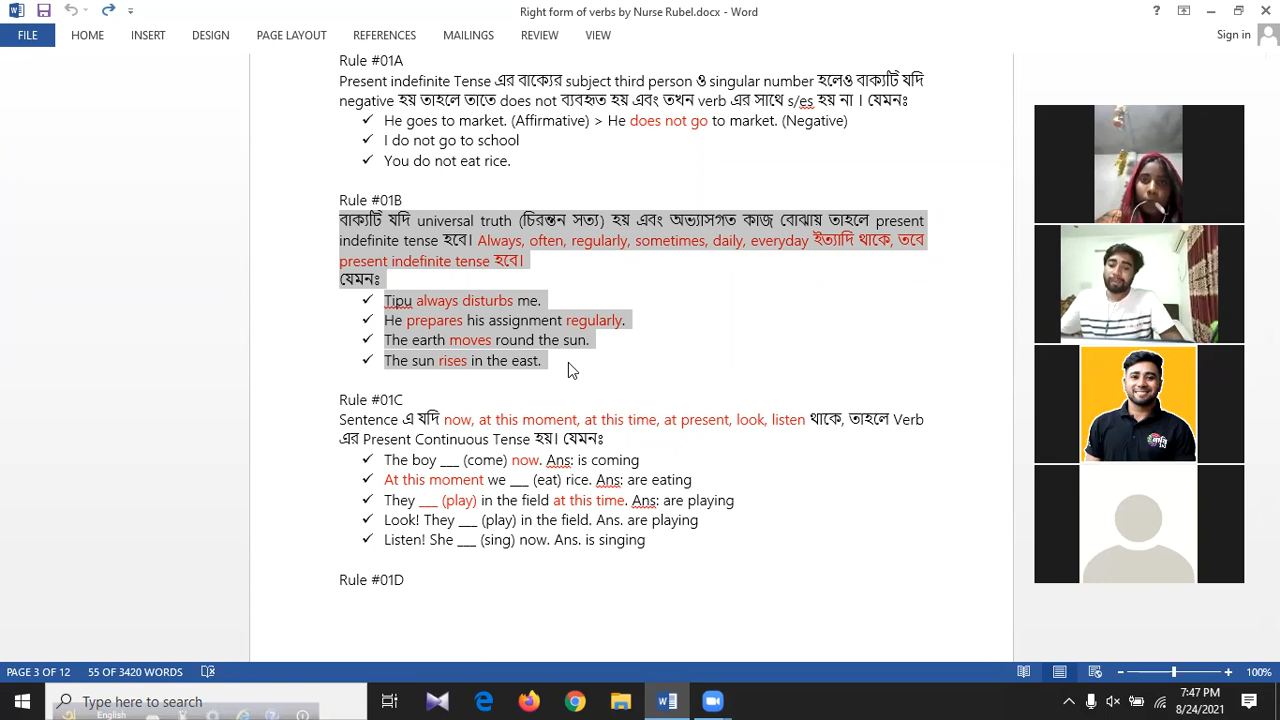 Right form of verbs by Nurse Rubel.docx - Word
FILE HOME INSERT DESIGN PAGE LAYOUT REFERENCES MAILINGS REVIEW VIEW Sign in
Rule #01A
Present indefinite Tense এর বাক্যের subject third person ও singular number হলেও বাক্যটি যদি
negative হয় তাহলে তাতে does not ব্যবহৃত হয় এবং তখন verb এর সাথে s/es হয় না । যেমনঃ
✓ He goes to market. (Affirmative) > He does not go to market. (Negative)
✓ I do not go to school
✓ You do not eat rice.
Rule #01B
বাক্যটি যদি universal truth (চিরন্তন সত্য) হয় এবং অভ্যাসগত কাজ বোঝায় তাহলে present
indefinite tense হবে। Always, often, regularly, sometimes, daily, everyday ইত্যাদি থাকে, তবে
present indefinite tense হবে।
যেমনঃ
✓ Tipu always disturbs me.
✓ He prepares his assignment regularly.
✓ The earth moves round the sun.
✓ The sun rises in the east.
Rule #01C
Sentence এ যদি now, at this moment, at this time, at present, look, listen থাকে, তাহলে Verb
এর Present Continuous Tense হয়। যেমনঃ
✓ The boy ___ (come) now. Ans: is coming
✓ At this moment we ___ (eat) rice. Ans: are eating
✓ They ___ (play) in the field at this time. Ans: are playing
✓ Look! They ___ (play) in the field. Ans. are playing
✓ Listen! She ___ (sing) now. Ans. is singing
Rule #01D
PAGE 3 OF 12 55 OF 3420 WORDS 100%
Type here to search
English
7:47 PM
8/24/2021